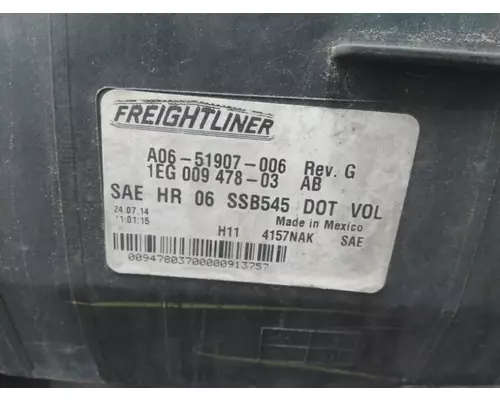 FREIGHTLINER
A06-51907-006 Rev. G
1EG 009 478-03 AB
SAE HR 06 SSB545 DOT VOL
24.07.14 Made in Mexico
11:01:15 H11 4157NAK SAE
00947803700000913757